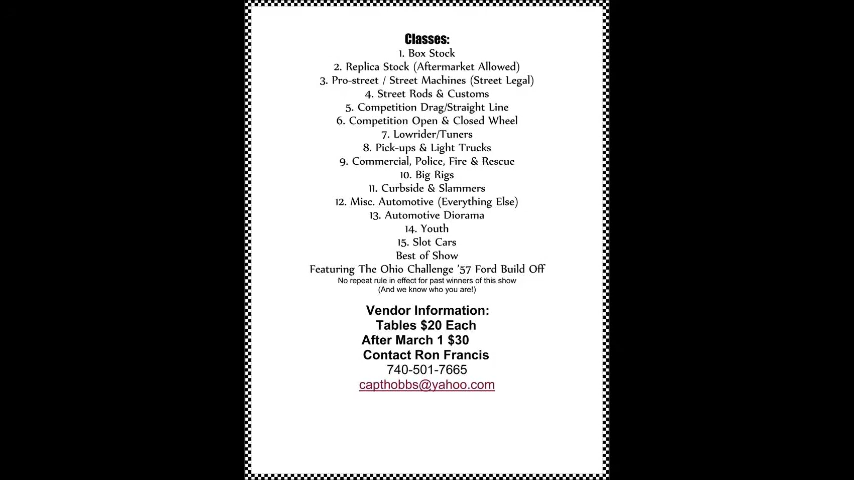 Classes:
1. Box Stock
2. Replica Stock (Aftermarket Allowed)
3. Pro-street / Street Machines (Street Legal)
4. Street Rods & Customs
5. Competition Drag/Straight Line
6. Competition Open & Closed Wheel
7. Lowrider/Tuners
8. Pick-ups & Light Trucks
9. Commercial, Police, Fire & Rescue
10. Big Rigs
11. Curbside & Slammers
12. Misc. Automotive (Everything Else)
13. Automotive Diorama
14. Youth
15. Slot Cars
Best of Show
Featuring The Ohio Challenge '57 Ford Build Off
No repeat rule in effect for past winners of this show
(And we know who you are!)
Vendor Information:
Tables $20 Each
After March 1 $30
Contact Ron Francis
740-501-7665
capthobbs@yahoo.com